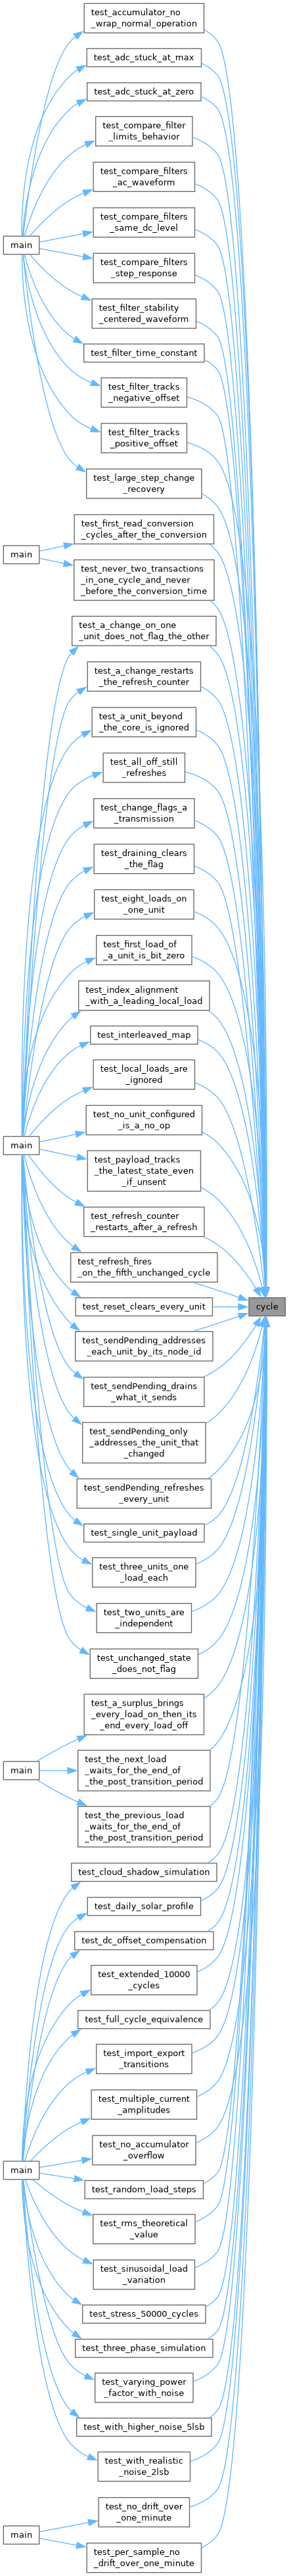 test_accumulator_no
_wrap_normal_operation
test_adc_stuck_at_max
test_adc_stuck_at_zero
test_compare_filter
_limits_behavior
test_compare_filters
_ac_waveform
test_compare_filters
_same_dc_level
main
test_compare_filters
_step_response
test_filter_stability
_centered_waveform
test_filter_time_constant
test_filter_tracks
_negative_offset
test_filter_tracks
_positive_offset
test_large_step_change
_recovery
test_first_read_conversion
_cycles_after_the_conversion
main
test_never_two_transactions
_in_one_cycle_and_never
_before_the_conversion_time
test_a_change_on_one
_unit_does_not_flag_the_other
test_a_change_restarts
_the_refresh_counter
test_a_unit_beyond
_the_core_is_ignored
test_all_off_still
_refreshes
test_change_flags_a
_transmission
test_draining_clears
_the_flag
test_eight_loads_on
_one_unit
test_first_load_of
_a_unit_is_bit_zero
test_index_alignment
_with_a_leading_local_load
test_interleaved_map
test_local_loads_are
_ignored
test_no_unit_configured
_is_a_no_op
main
test_payload_tracks
_the_latest_state_even
_if_unsent
test_refresh_counter
_restarts_after_a_refresh
test_refresh_fires
_on_the_fifth_unchanged_cycle
test_reset_clears_every_unit
cycle
test_sendPending_addresses
_each_unit_by_its_node_id
test_sendPending_drains
_what_it_sends
test_sendPending_only
_addresses_the_unit_that
_changed
test_sendPending_refreshes
_every_unit
test_single_unit_payload
test_three_units_one
_load_each
test_two_units_are
_independent
test_unchanged_state
_does_not_flag
test_a_surplus_brings
_every_load_on_then_its
_end_every_load_off
main
test_the_next_load
_waits_for_the_end_of
_the_post_transition_period
test_the_previous_load
_waits_for_the_end_of
_the_post_transition_period
test_cloud_shadow_simulation
test_daily_solar_profile
test_dc_offset_compensation
test_extended_10000
_cycles
test_full_cycle_equivalence
test_import_export
_transitions
test_multiple_current
_amplitudes
test_no_accumulator
_overflow
main
test_random_load_steps
test_rms_theoretical
_value
test_sinusoidal_load
_variation
test_stress_50000_cycles
test_three_phase_simulation
test_varying_power
_factor_with_noise
test_with_higher_noise_5lsb
test_with_realistic
_noise_2lsb
test_no_drift_over
_one_minute
main
test_per_sample_no
_drift_over_one_minute